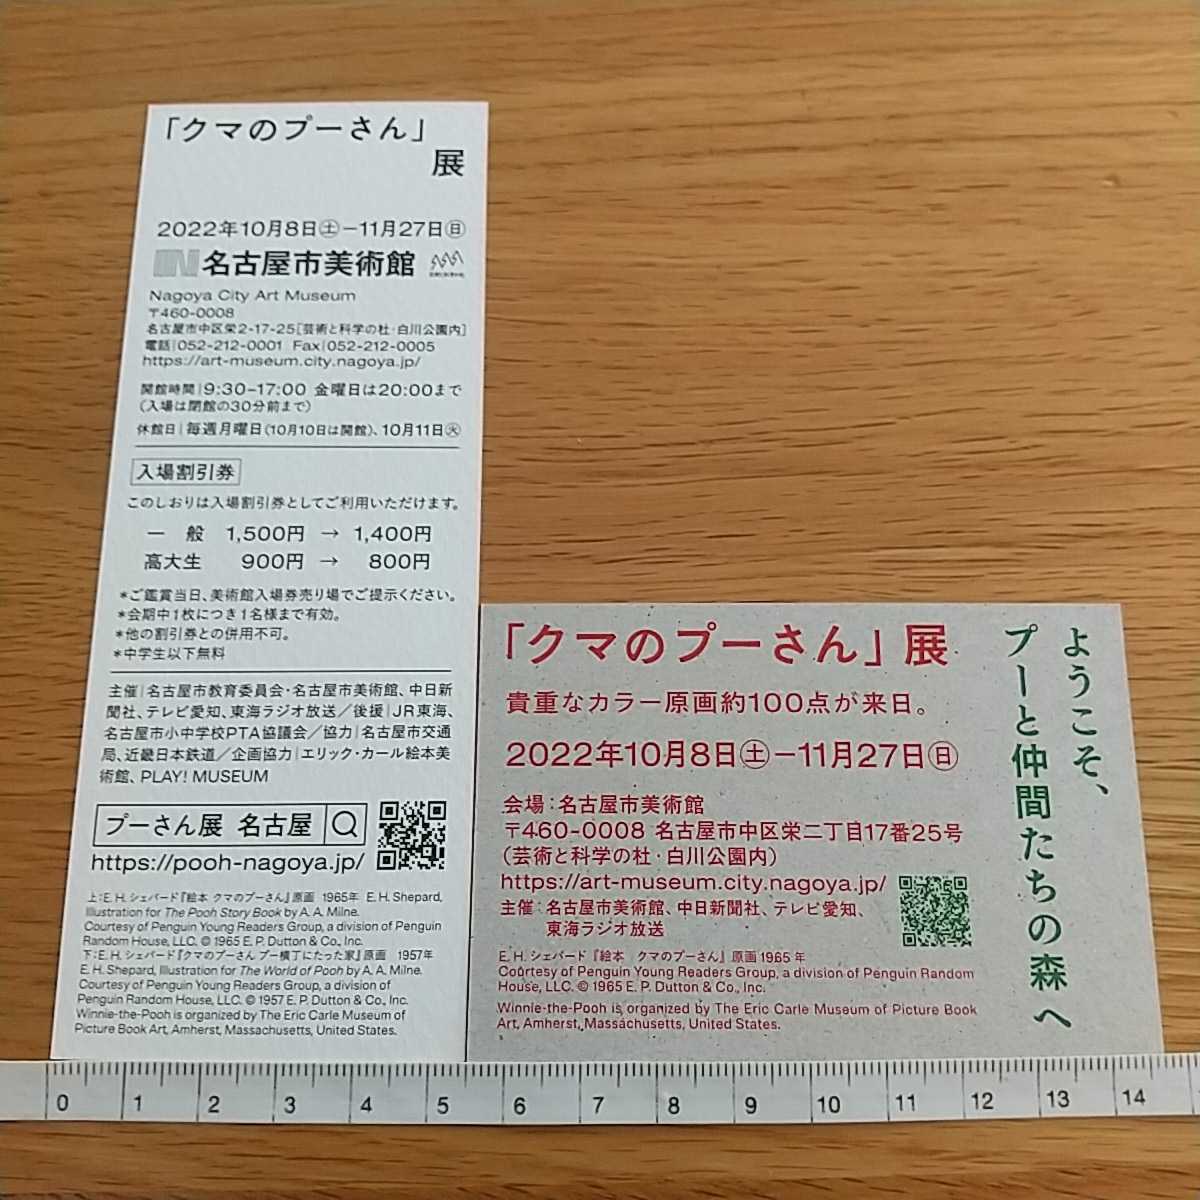 「クマのプーさん」
展
2022年10月8日㊏－11月27日㊐
名古屋市美術館
Nagoya City Art Museum
〒460-0008
名古屋市中区栄2-17-25[芸術と科学の杜・白川公園内]
電話|052-212-0001 Fax|052-212-0005
https://art-museum.city.nagoya.jp/
開館時間|9:30-17:00 金曜日は20:00まで
(入場は閉館の30分前まで)
休館日|毎週月曜日(10月10日は開館)、10月11日㊋
入場割引券
このしおりは入場割引券としてご利用いただけます。
一 般 1,500円 → 1,400円
高大生 900円 → 800円
＊ご鑑賞当日、美術館入場券売り場でご提示ください。
＊会期中1枚につき1名様まで有効。
＊他の割引券との併用不可。
＊中学生以下無料
主催|名古屋市教育委員会・名古屋市美術館、中日新
聞社、テレビ愛知、東海ラジオ放送／後援|JR東海、
名古屋市小中学校PTA協議会／協力|名古屋市交通
局、近畿日本鉄道／企画協力|エリック・カール絵本美
術館、PLAY! MUSEUM
プーさん展 名古屋
https://pooh-nagoya.jp/
上:E. H. シェパード『絵本 クマのプーさん』原画 1965年 E. H. Shepard,
Illustration for The Pooh Story Book by A. A. Milne.
Courtesy of Penguin Young Readers Group, a division of Penguin
Random House, LLC. © 1965 E. P. Dutton & Co., Inc.
下:E. H. シェパード『クマのプーさん プー横丁にたった家』原画 1957年
E. H. Shepard, Illustration for The World of Pooh by A. A. Milne.
Courtesy of Penguin Young Readers Group, a division of
Penguin Random House, LLC. © 1957 E. P. Dutton & Co., Inc.
Winnie-the-Pooh is organized by The Eric Carle Museum of
Picture Book Art, Amherst, Massachusetts, United States.
「クマのプーさん」展
貴重なカラー原画約100点が来日。
2022年10月8日㊏－11月27日㊐
会場：名古屋市美術館
〒460-0008 名古屋市中区栄二丁目17番25号
(芸術と科学の杜・白川公園内)
https://art-museum.city.nagoya.jp/
主催：名古屋市美術館、中日新聞社、テレビ愛知、
東海ラジオ放送
E. H. シェパード『絵本 クマのプーさん』原画 1965年
Courtesy of Penguin Young Readers Group, a division of Penguin Random
House, LLC. © 1965 E. P. Dutton & Co., Inc.
Winnie-the-Pooh is organized by The Eric Carle Museum of Picture Book
Art, Amherst, Massachusetts, United States.
ようこそ、
プーと仲間たちの森へ
0 1 2 3 4 5 6 7 8 9 10 11 12 13 14